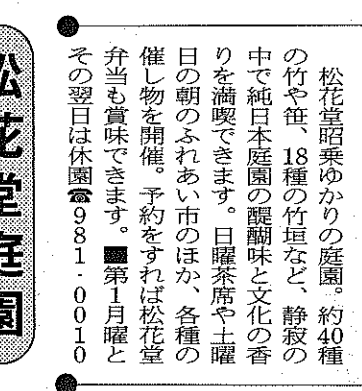 松花堂庭園
松花堂昭乗ゆかりの庭園。約40種
の竹や笹、18種の竹垣など、静寂の
中で純日本庭園の醍醐味と文化の香
りを満喫できます。日曜茶席や土曜
日の朝のふれあい市のほか、各種の
催し物を開催。予約をすれば松花堂
弁当も賞味できます。■第1月曜と
その翌日は休園☎981-0010